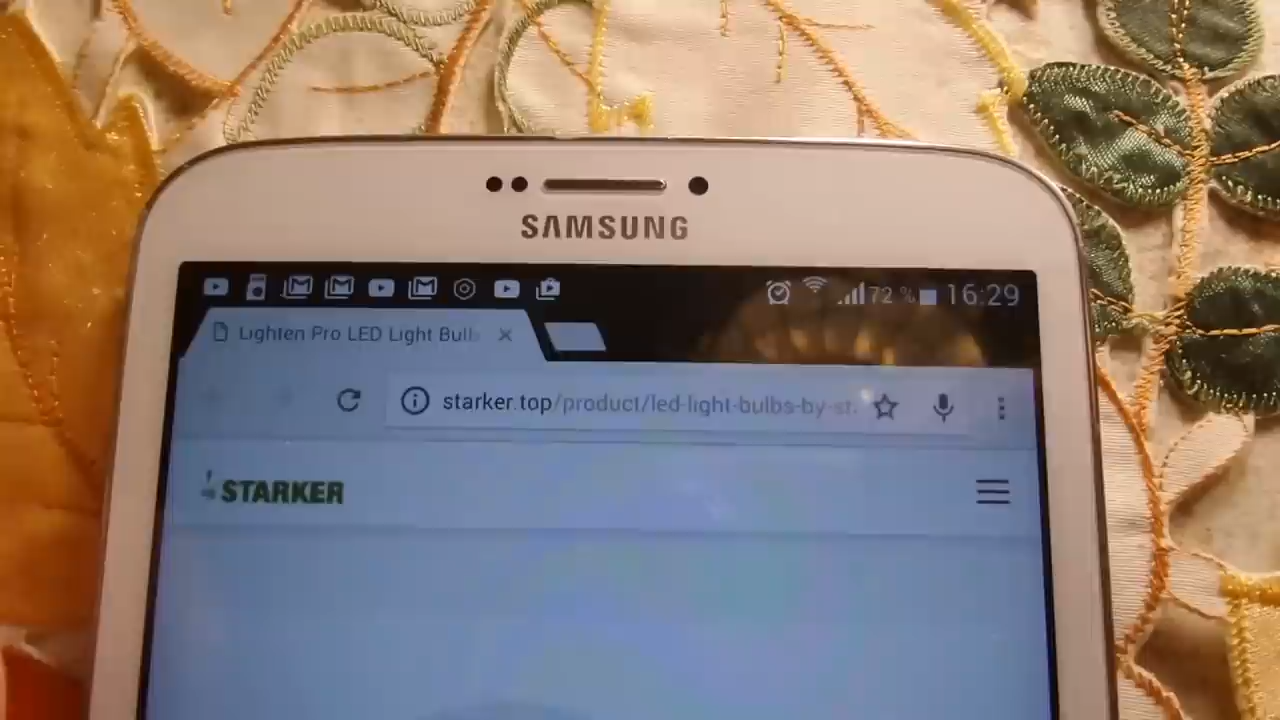 SAMSUNG
72 % 16:29
Lighten Pro LED Light Bulb
starker.top/product/led-light-bulbs-by-st
STARKER